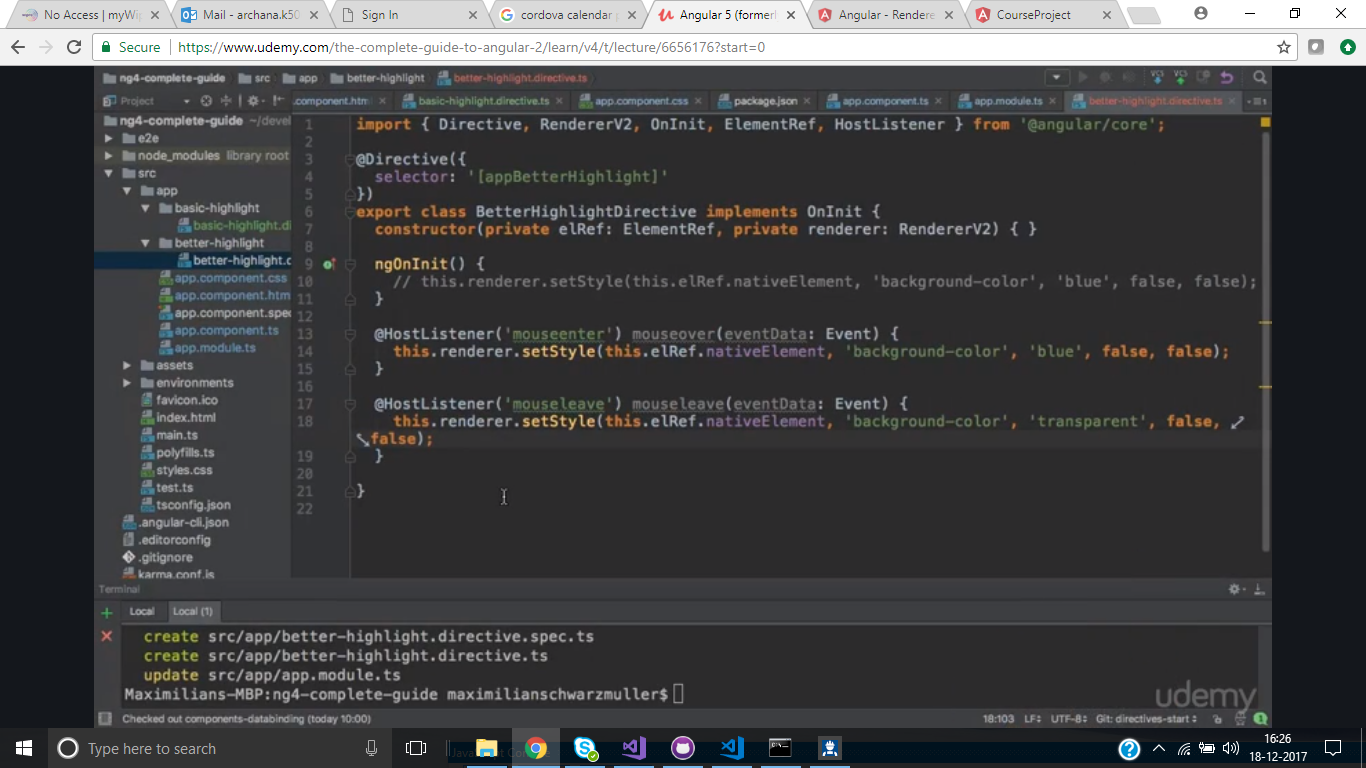 No Access | myWip
Mail - archana.k50
Sign In
cordova calendar p
Angular 5 (former
Angular - Rendere
CourseProject
Secure https://www.udemy.com/the-complete-guide-to-angular-2/learn/v4/t/lecture/6656176?start=0
ng4-complete-guide src app better-highlight better-highlight.directive.ts
Project .component.htm basic-highlight.directive.ts app.component.css package.json app.component.ts app.module.ts better-highlight.directive.ts
ng4-complete-guide ~/devel
e2e
node_modules library root
src
app
basic-highlight
basic-highlight.di
better-highlight
better-highlight.d
app.component.css
app.component.htm
app.component.spec
app.component.ts
app.module.ts
assets
environments
favicon.ico
index.html
main.ts
polyfills.ts
styles.css
test.ts
tsconfig.json
.angular-cli.json
.editorconfig
.gitignore
karma.conf.js
1 import { Directive, RendererV2, OnInit, ElementRef, HostListener } from '@angular/core';
2
3 @Directive({
4 selector: '[appBetterHighlight]'
5 })
6 export class BetterHighlightDirective implements OnInit {
7 constructor(private elRef: ElementRef, private renderer: RendererV2) { }
8
9 ngOnInit() {
10 // this.renderer.setStyle(this.elRef.nativeElement, 'background-color', 'blue', false, false);
11 }
12
13 @HostListener('mouseenter') mouseover(eventData: Event) {
14 this.renderer.setStyle(this.elRef.nativeElement, 'background-color', 'blue', false, false);
15 }
16
17 @HostListener('mouseleave') mouseleave(eventData: Event) {
18 this.renderer.setStyle(this.elRef.nativeElement, 'background-color', 'transparent', false,
false);
19 }
20
21 }
22
Terminal
Local Local (1)
create src/app/better-highlight.directive.spec.ts
create src/app/better-highlight.directive.ts
update src/app/app.module.ts
Maximilians-MBP:ng4-complete-guide maximilianschwarzmuller$
udemy
Checked out components-databinding (today 10:00) 18:103 LF UTF-8 Git: directives-start
Type here to search
16:26
18-12-2017